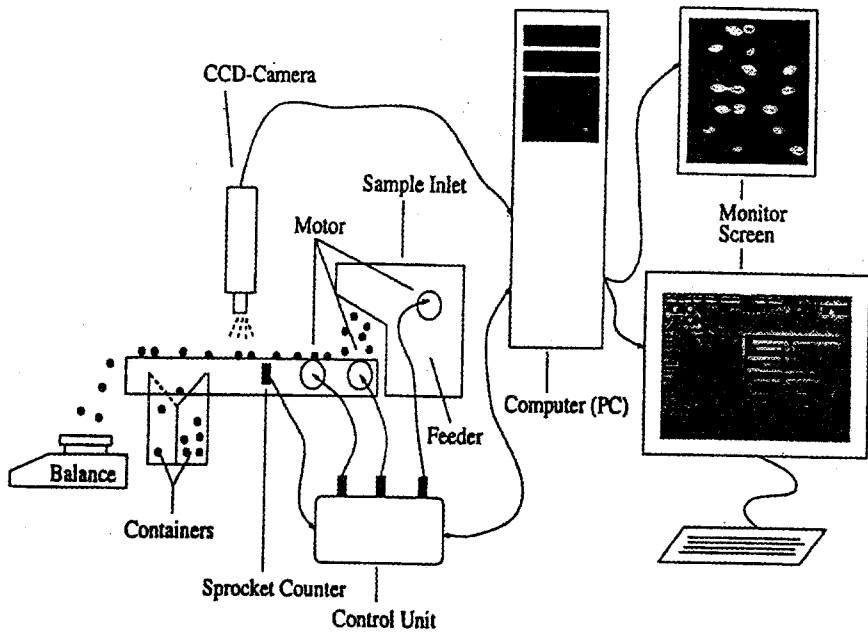 CCD-Camera
Sample Inlet
Motor
Monitor
Screen
Computer (PC)
Feeder
Balance
Containers
Sprocket Counter
Control Unit